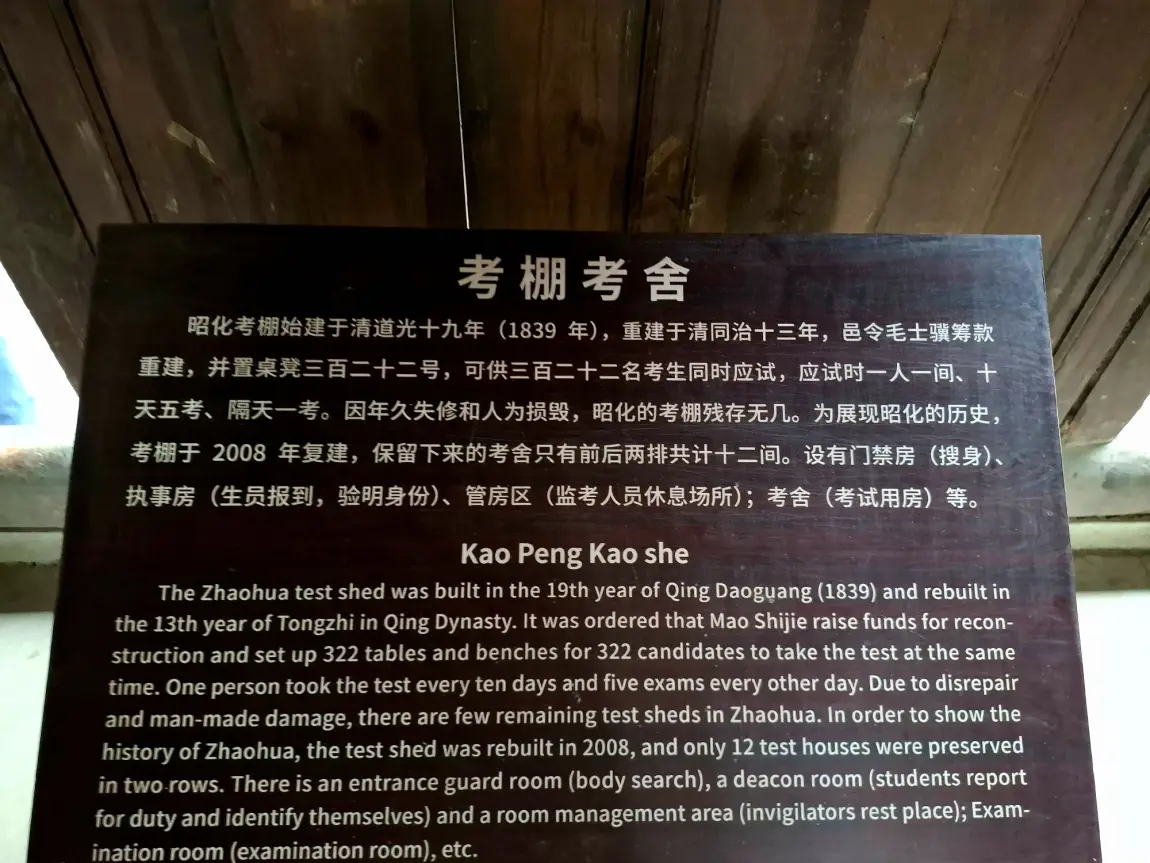 考棚考舍
昭化考棚始建于清道光十九年（1839 年），重建于清同治十三年，邑令毛士骥筹款
重建，并置桌凳三百二十二号，可供三百二十二名考生同时应试，应试时一人一间、十
天五考、隔天一考。因年久失修和人为损毁，昭化的考棚残存无几。为展现昭化的历史，
考棚于 2008 年复建，保留下来的考舍只有前后两排共计十二间。设有门禁房（搜身）、
执事房（生员报到，验明身份）、管房区（监考人员休息场所）；考舍（考试用房）等。
Kao Peng Kao she
The Zhaohua test shed was built in the 19th year of Qing Daoguang (1839) and rebuilt in
the 13th year of Tongzhi in Qing Dynasty. It was ordered that Mao Shijie raise funds for recon-
struction and set up 322 tables and benches for 322 candidates to take the test at the same
time. One person took the test every ten days and five exams every other day. Due to disrepair
and man-made damage, there are few remaining test sheds in Zhaohua. In order to show the
history of Zhaohua, the test shed was rebuilt in 2008, and only 12 test houses were preserved
in two rows. There is an entrance guard room (body search), a deacon room (students report
for duty and identify themselves) and a room management area (invigilators rest place); Exam-
ination room (examination room), etc.